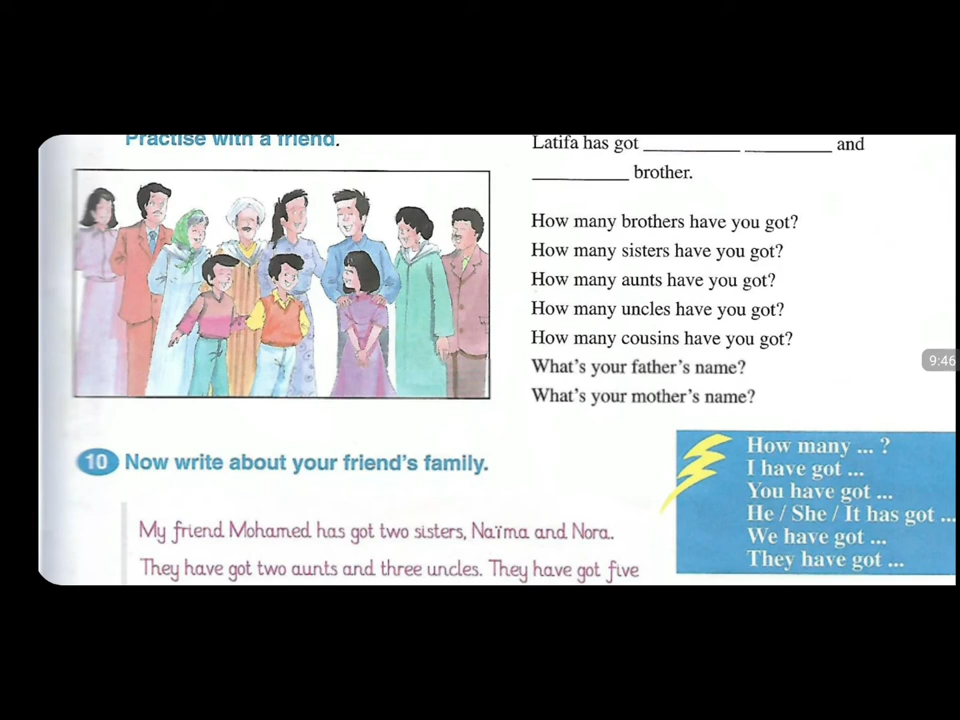 Practise with a friend.
Latifa has got __________ _________ and
__________ brother.
How many brothers have you got?
How many sisters have you got?
How many aunts have you got?
How many uncles have you got?
How many cousins have you got?
What's your father's name?
What's your mother's name?
10 Now write about your friend's family.
My friend Mohamed has got two sisters, Naïma and Nora.
They have got two aunts and three uncles. They have got five
How many ... ?
I have got ...
You have got ...
He / She / It has got ...
We have got ...
They have got ...
9:46